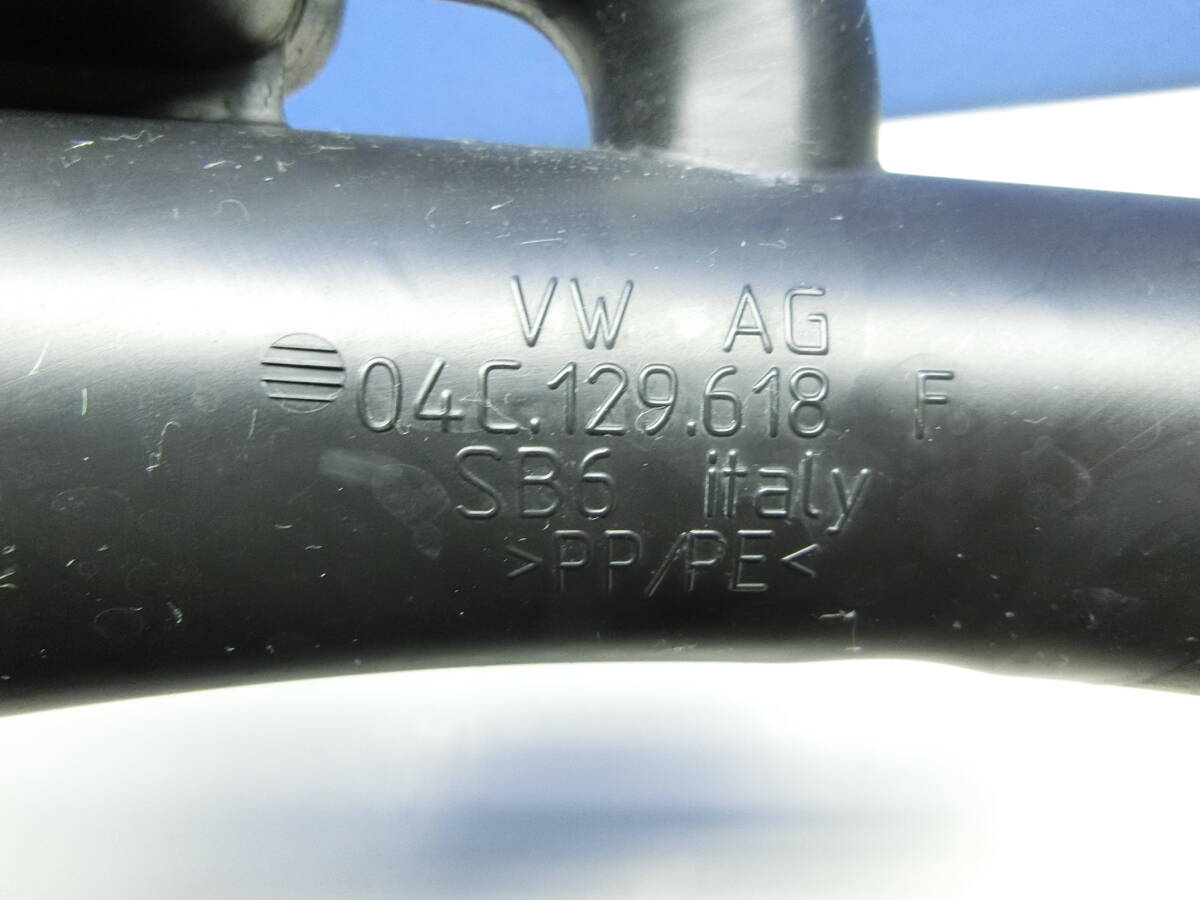 VW AG
04C.129.618 F
SB6 italy
>PP/PE<